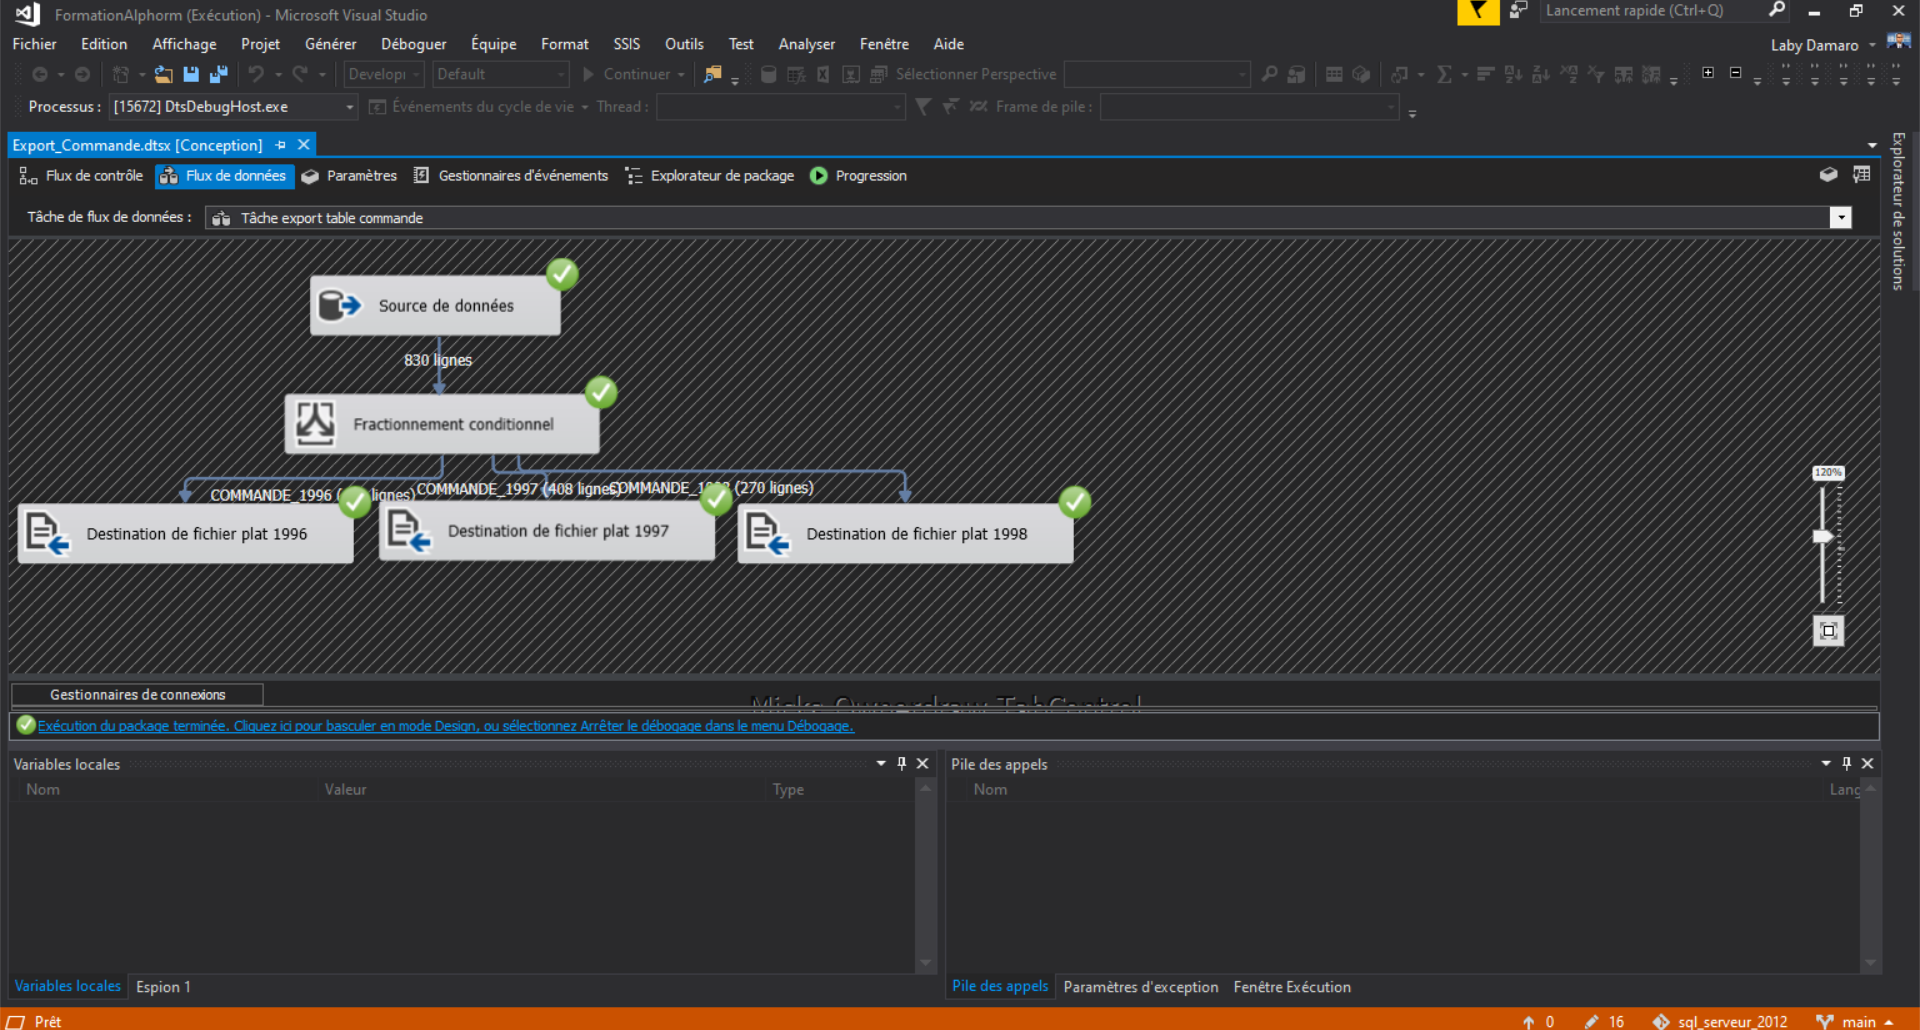 FormationAlphorm (Exécution) - Microsoft Visual Studio
Lancement rapide (Ctrl+Q)
Fichier Edition Affichage Projet Générer Déboguer Équipe Format SSIS Outils Test Analyser Fenêtre Aide
Laby Damaro
Developı Default Continuer Sélectionner Perspective
Processus : [15672] DtsDebugHost.exe Événements du cycle de vie Thread : Frame de pile :
Export_Commande.dtsx [Conception]
Explorateur de solutions
Flux de contrôle Flux de données Paramètres Gestionnaires d'événements Explorateur de package Progression
Tâche de flux de données : Tâche export table commande
Source de données
830 lignes
Fractionnement conditionnel
120%
COMMANDE_1996 ( lignes) COMMANDE_1997 (408 lignes) COMMANDE_1998 (270 lignes)
Destination de fichier plat 1996
Destination de fichier plat 1997
Destination de fichier plat 1998
Gestionnaires de connexions
Exécution du package terminée. Cliquez ici pour basculer en mode Design, ou sélectionnez Arrêter le débogage dans le menu Débogage.
Variables locales
Nom Valeur Type
Pile des appels
Nom Lang
Variables locales Espion 1
Pile des appels Paramètres d'exception Fenêtre Exécution
Prêt
0 16 sql_serveur_2012 main